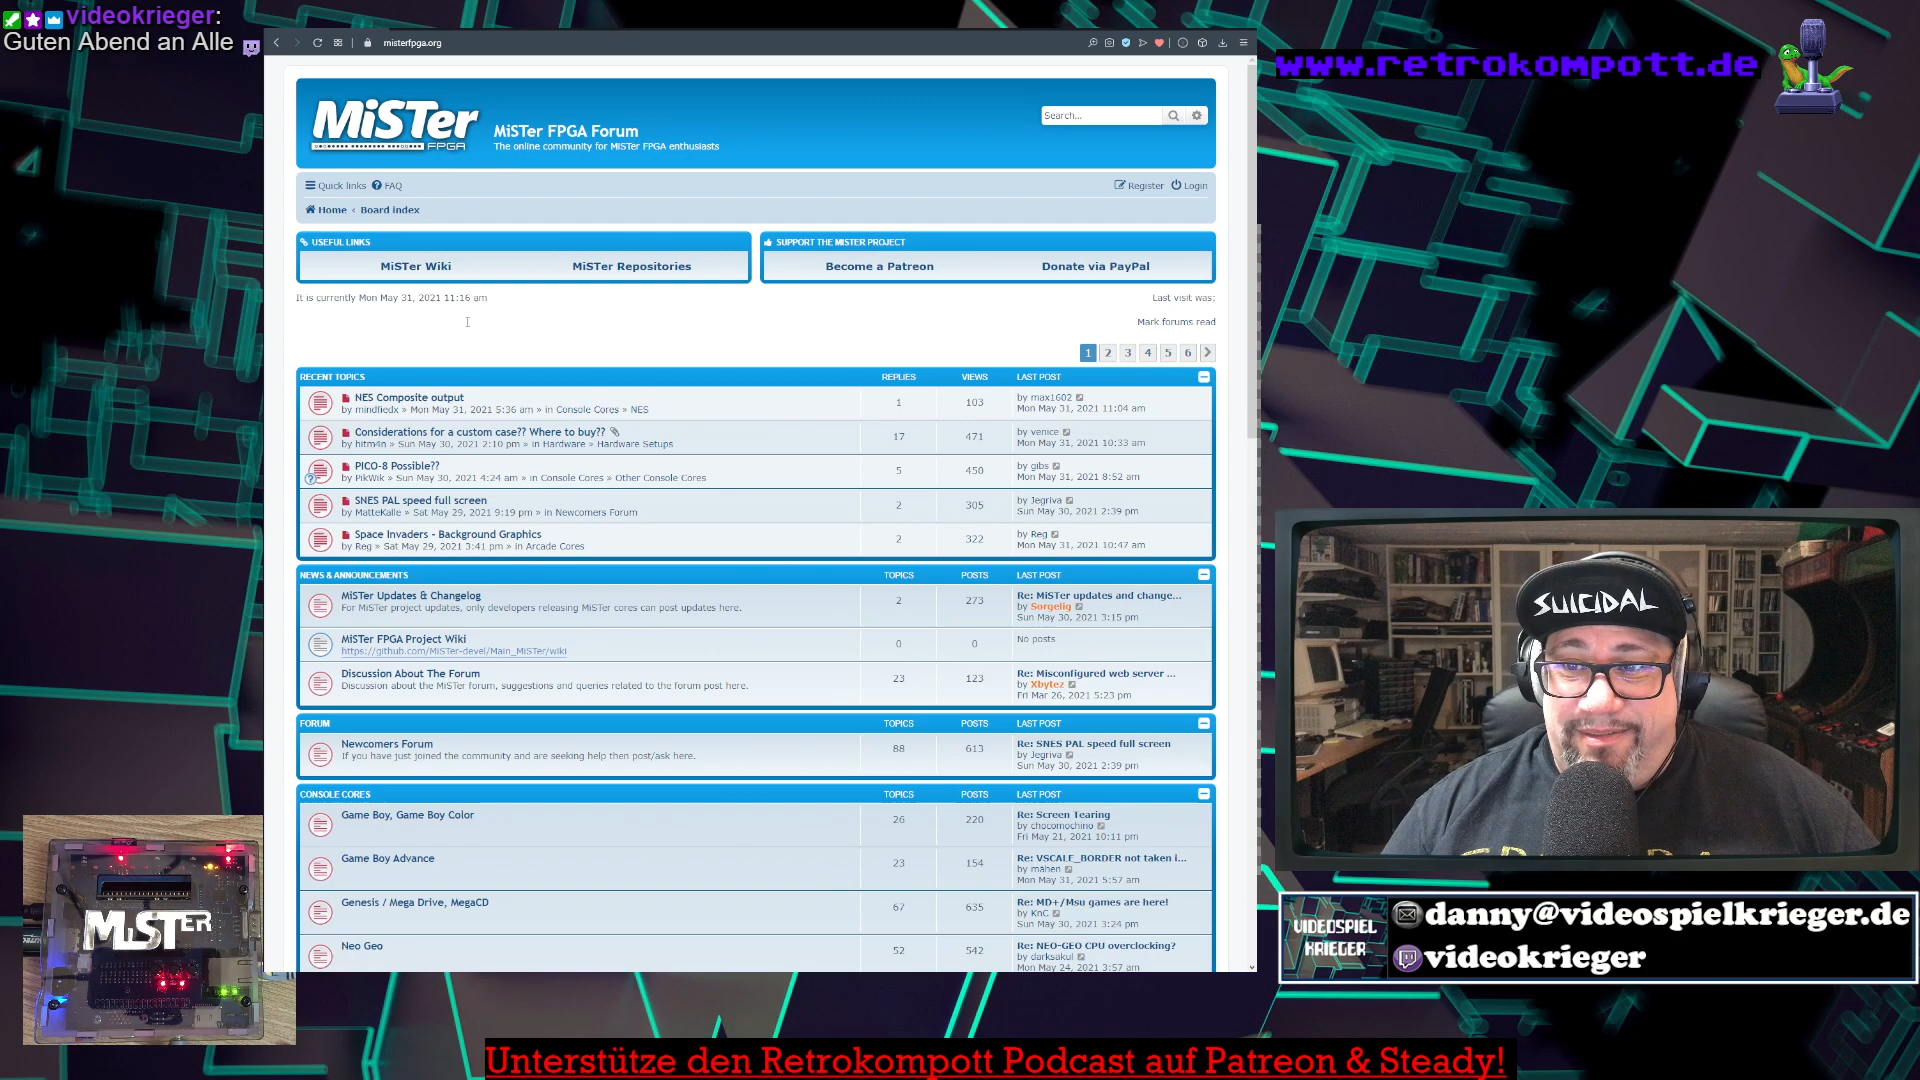 videokrieger:
Guten Abend an Alle
misterfpga.org
www.retrokompott.de
MiSTer
FPGA
MiSTer FPGA Forum
The online community for MiSTer FPGA enthusiasts
Search...
Quick links FAQ
Register Login
Home ‹ Board index
USEFUL LINKS
MiSTer Wiki MiSTer Repositories
SUPPORT THE MISTER PROJECT
Become a Patreon Donate via PayPal
It is currently Mon May 31, 2021 11:16 am
Last visit was:
Mark forums read
1 2 3 4 5 6
RECENT TOPICS REPLIES VIEWS LAST POST
NES Composite output
by mindfiedx » Mon May 31, 2021 5:36 am » in Console Cores » NES
1 103
by max1602
Mon May 31, 2021 11:04 am
Considerations for a custom case?? Where to buy??
by hitm4n » Sun May 30, 2021 2:10 pm » in Hardware » Hardware Setups
17 471
by venice
Mon May 31, 2021 10:33 am
PICO-8 Possible??
by PikWik » Sun May 30, 2021 4:24 am » in Console Cores » Other Console Cores
5 450
by gibs
Mon May 31, 2021 8:52 am
SNES PAL speed full screen
by MatteKalle » Sat May 29, 2021 9:19 pm » in Newcomers Forum
2 305
by Jegriva
Sun May 30, 2021 2:39 pm
Space Invaders - Background Graphics
by Reg » Sat May 29, 2021 3:41 pm » in Arcade Cores
2 322
by Reg
Mon May 31, 2021 10:47 am
NEWS & ANNOUNCEMENTS TOPICS POSTS LAST POST
MiSTer Updates & Changelog
For MiSTer project updates, only developers releasing MiSTer cores can post updates here.
2 273
Re: MiSTer updates and change...
by Sorgelig
Sun May 30, 2021 3:15 pm
MiSTer FPGA Project Wiki
https://github.com/MiSTer-devel/Main_MiSTer/wiki
0 0
No posts
Discussion About The Forum
Discussion about the MiSTer forum, suggestions and queries related to the forum post here.
23 123
Re: Misconfigured web server ...
by Xbytez
Fri Mar 26, 2021 5:23 pm
FORUM TOPICS POSTS LAST POST
Newcomers Forum
If you have just joined the community and are seeking help then post/ask here.
88 613
Re: SNES PAL speed full screen
by Jegriva
Sun May 30, 2021 2:39 pm
CONSOLE CORES TOPICS POSTS LAST POST
Game Boy, Game Boy Color
26 220
Re: Screen Tearing
by chocomochino
Fri May 21, 2021 10:11 pm
Game Boy Advance
23 154
Re: VSCALE_BORDER not taken i...
by mahen
Mon May 31, 2021 5:57 am
Genesis / Mega Drive, MegaCD
67 635
Re: MD+/Msu games are here!
by KnC
Sun May 30, 2021 3:24 pm
Neo Geo
52 542
Re: NEO-GEO CPU overclocking?
by darksakul
Mon May 24, 2021 3:57 am
SUICIDAL
MiSTER
VIDEOSPIEL
KRIEGER
danny@videospielkrieger.de
videokrieger
Unterstütze den Retrokompott Podcast auf Patreon & Steady!